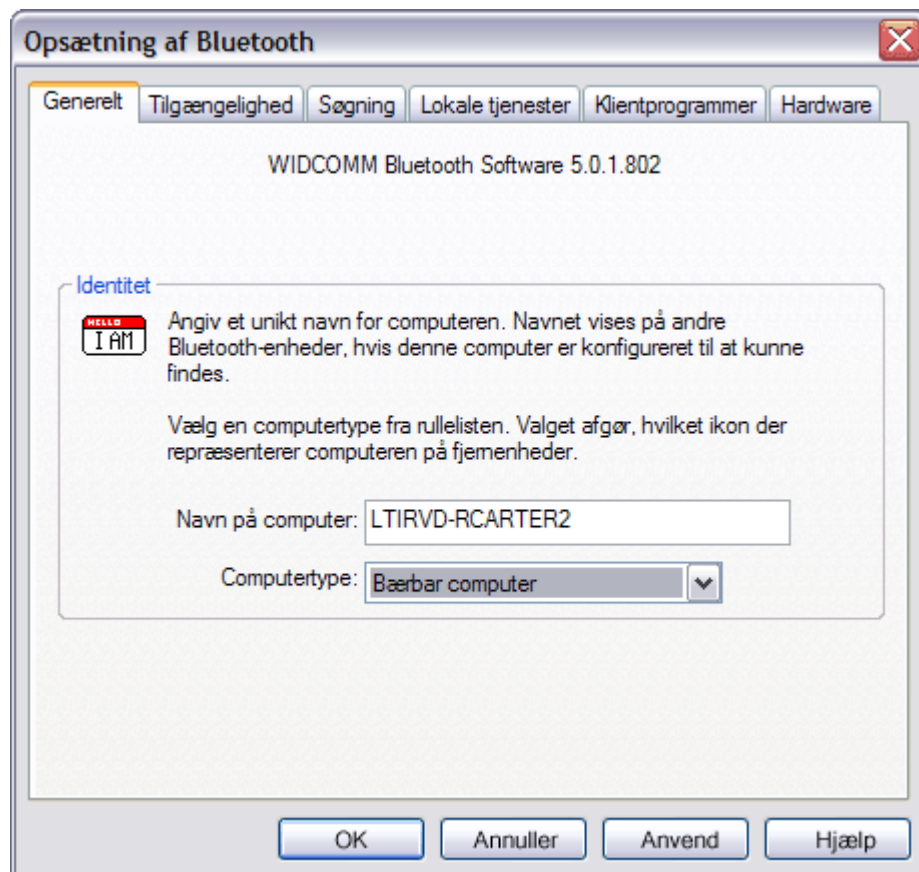 Opsætning af Bluetooth
Generelt Tilgængelighed Søgning Lokale tjenester Klientprogrammer Hardware
WIDCOMM Bluetooth Software 5.0.1.802
Identitet
HELLO
I AM
Angiv et unikt navn for computeren. Navnet vises på andre
Bluetooth-enheder, hvis denne computer er konfigureret til at kunne
findes.
Vælg en computertype fra rullelisten. Valget afgør, hvilket ikon der
repræsenterer computeren på fjernenheder.
Navn på computer: LTIRVD-RCARTER2
Computertype: Bærbar computer
OK Annuller Anvend Hjælp